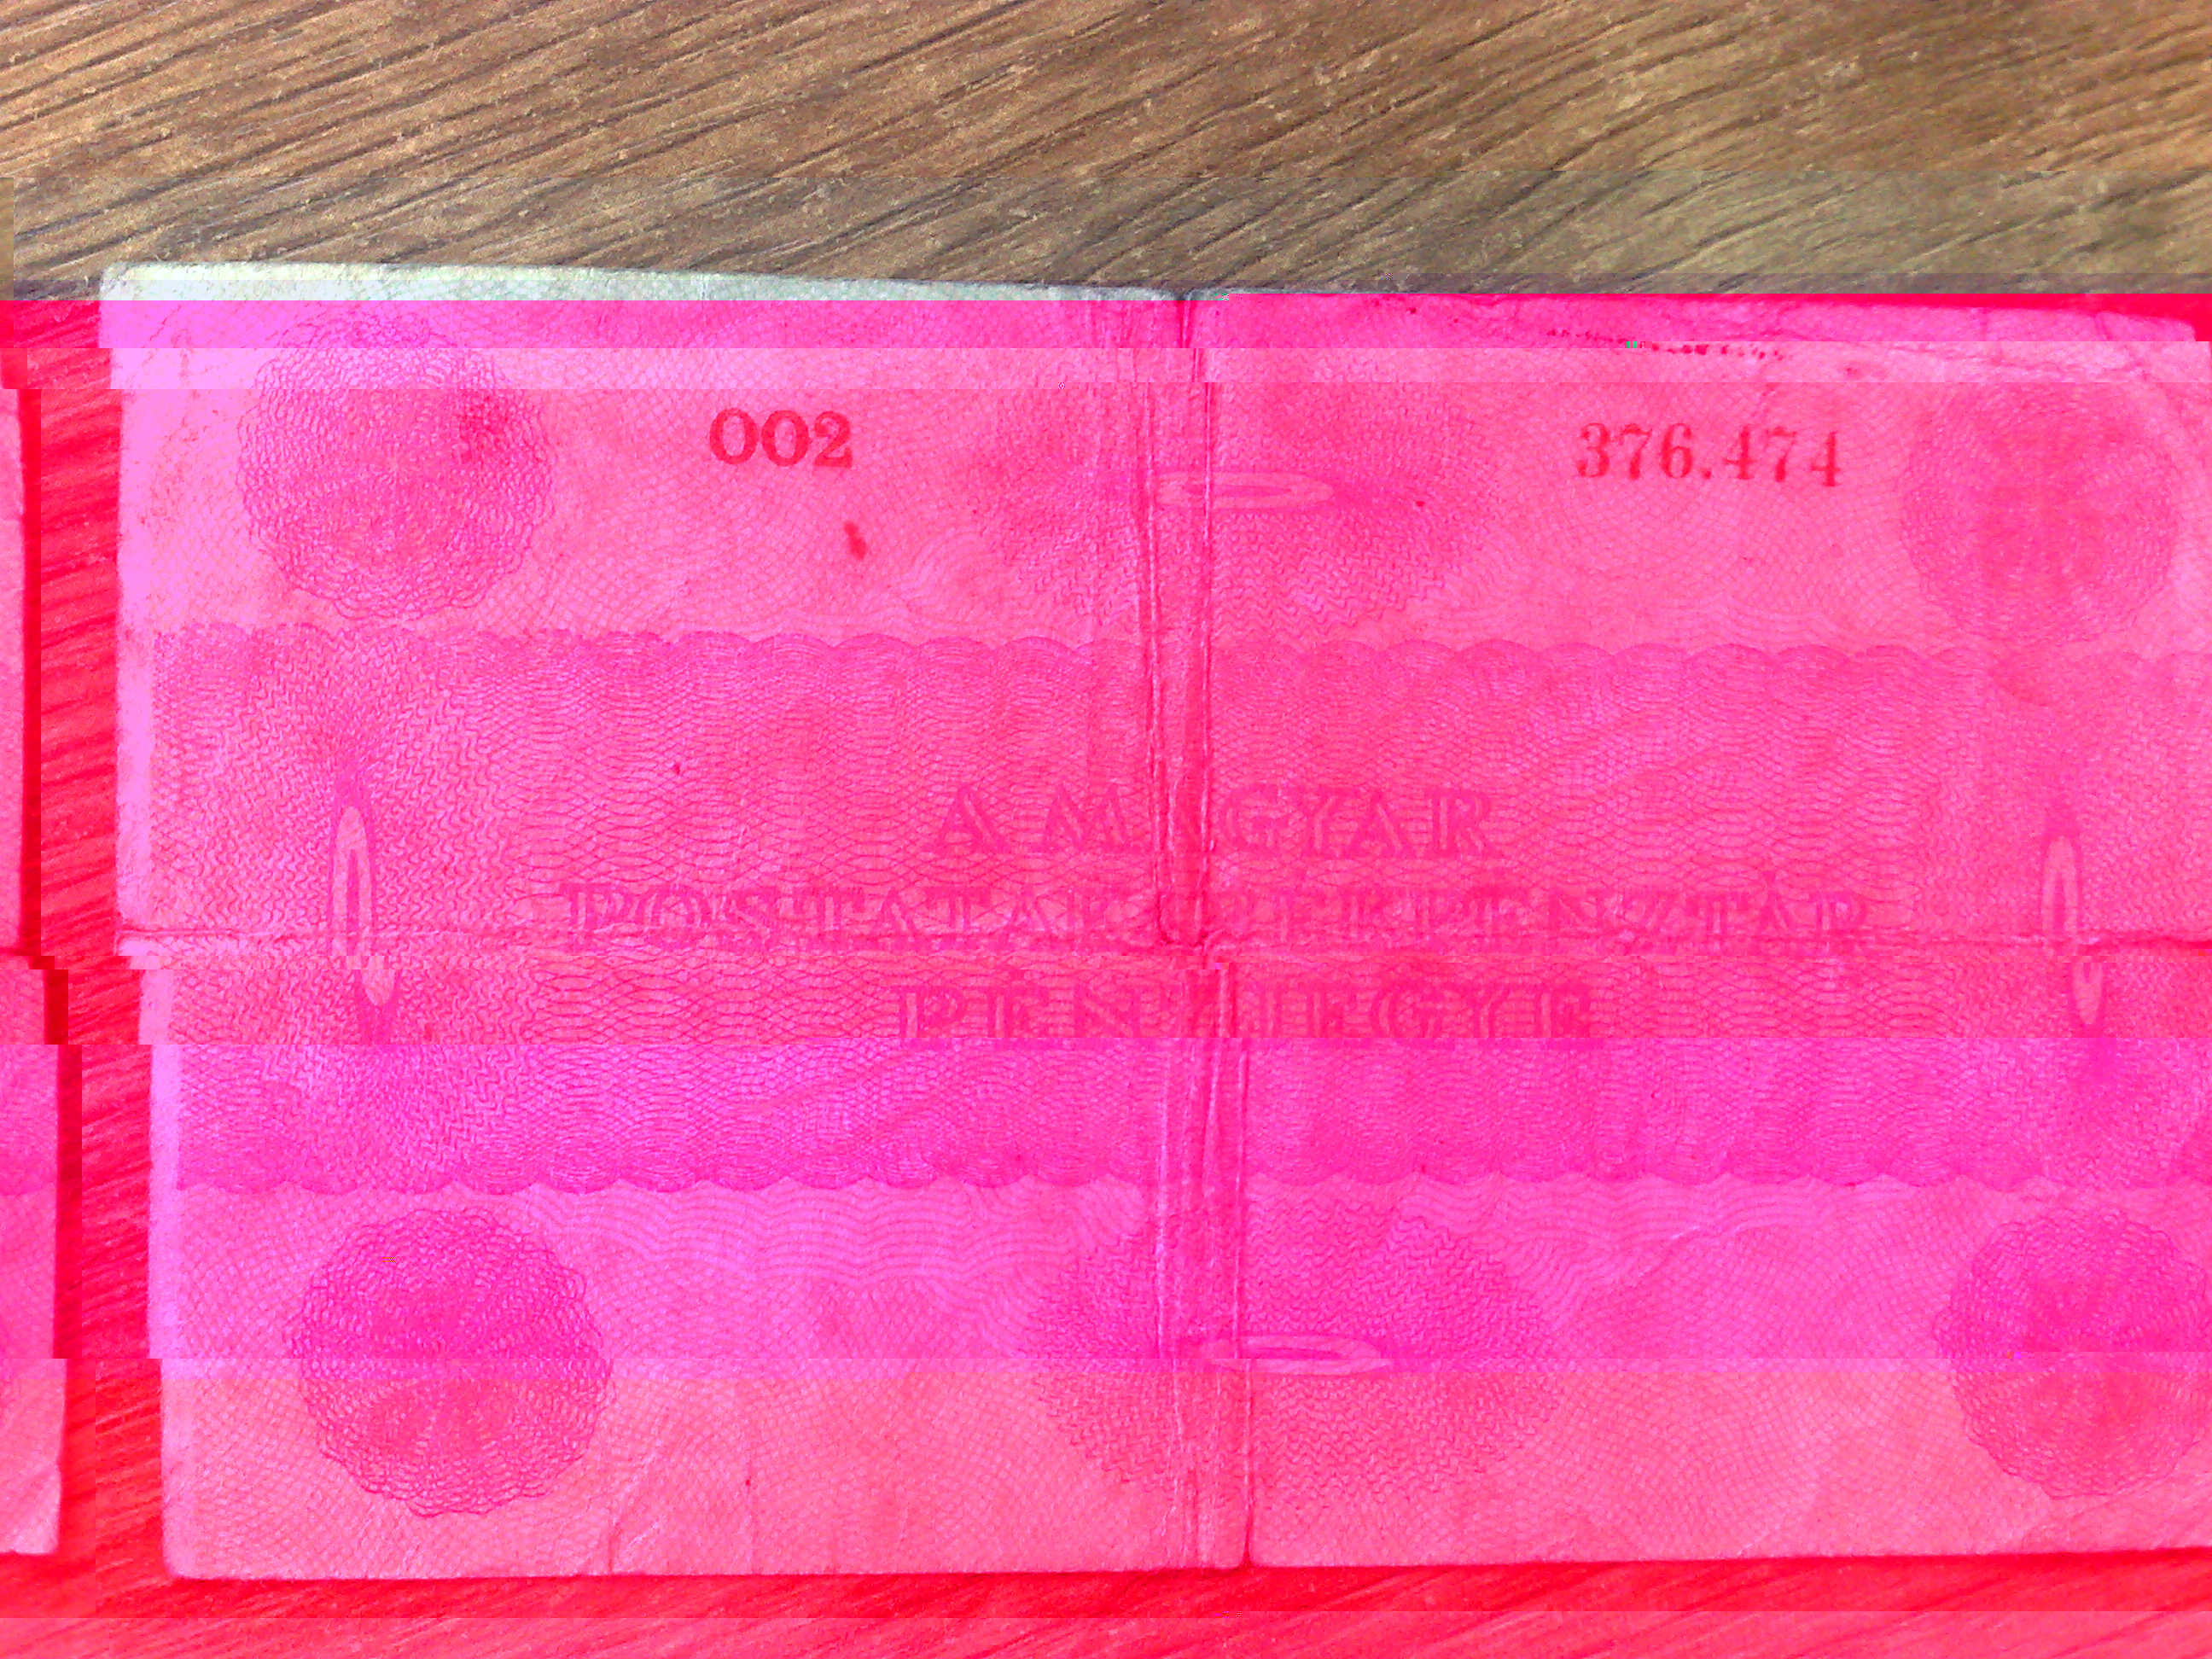 002 376.474
A MAGYAR
POSTATAKARÉKPÉNZTÁR
PÉNZJEGYE